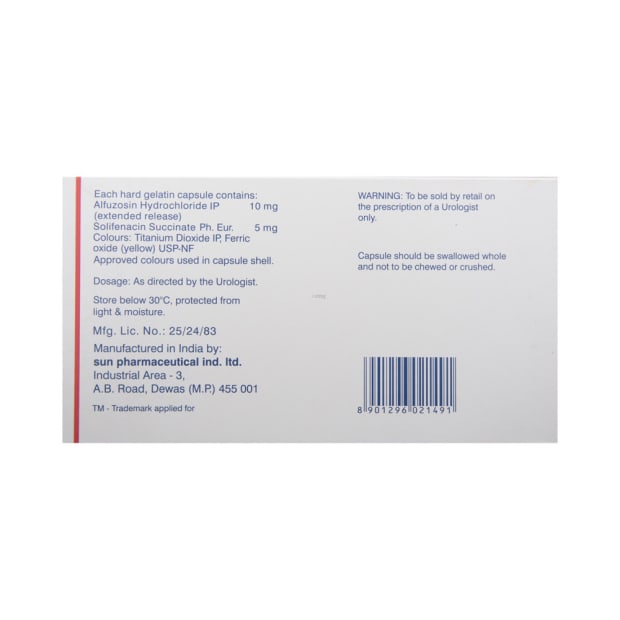 Each hard gelatin capsule contains:
Alfuzosin Hydrochloride IP 10 mg
(extended release)
Solifenacin Succinate Ph. Eur. 5 mg
Colours: Titanium Dioxide IP, Ferric
oxide (yellow) USP-NF
Approved colours used in capsule shell.
Dosage: As directed by the Urologist.
Store below 30°C, protected from
light & moisture.
Mfg. Lic. No.: 25/24/83
Manufactured in India by:
sun pharmaceutical ind. ltd.
Industrial Area - 3,
A.B. Road, Dewas (M.P.) 455 001
TM - Trademark applied for
WARNING: To be sold by retail on
the prescription of a Urologist
only.
Capsule should be swallowed whole
and not to be chewed or crushed.
8 901296 021491